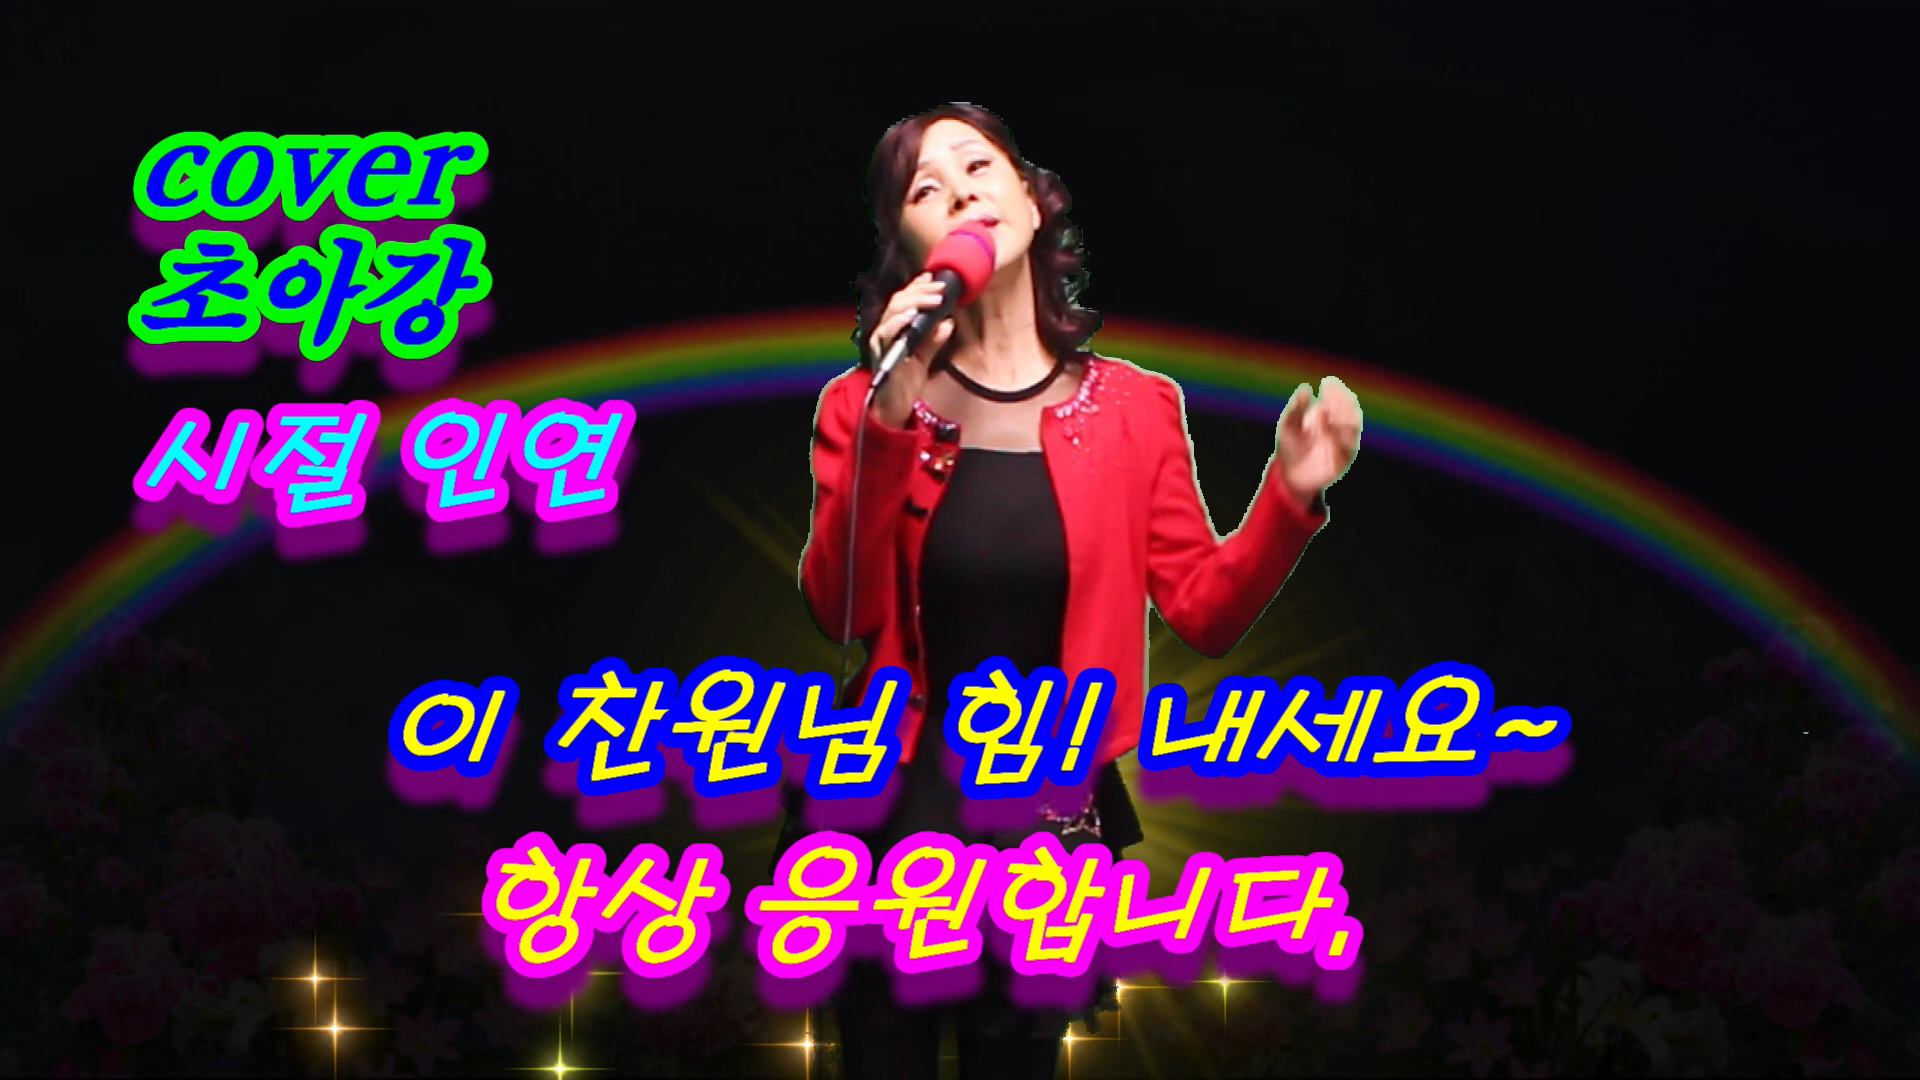 cover
초아강
시절 인연
이 찬원님 힘! 내세요~
항상 응원합니다,